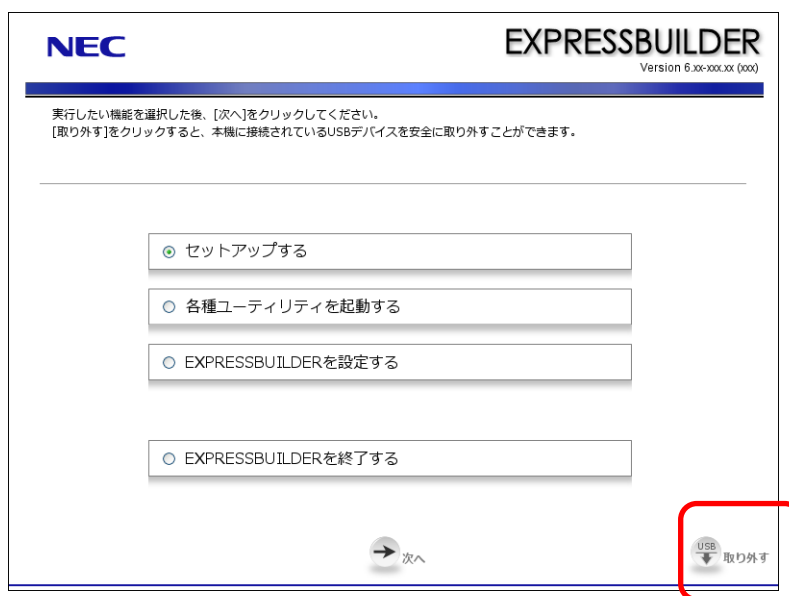 NEC
EXPRESSBUILDER
Version 6.xx-xxx.xx (xxx)
実行したい機能を選択した後、[次へ]をクリックしてください。
[取り外す]をクリックすると、本機に接続されているUSBデバイスを安全に取り外すことができます。
セットアップする
各種ユーティリティを起動する
EXPRESSBUILDERを設定する
EXPRESSBUILDERを終了する
次へ
USB
取り外す